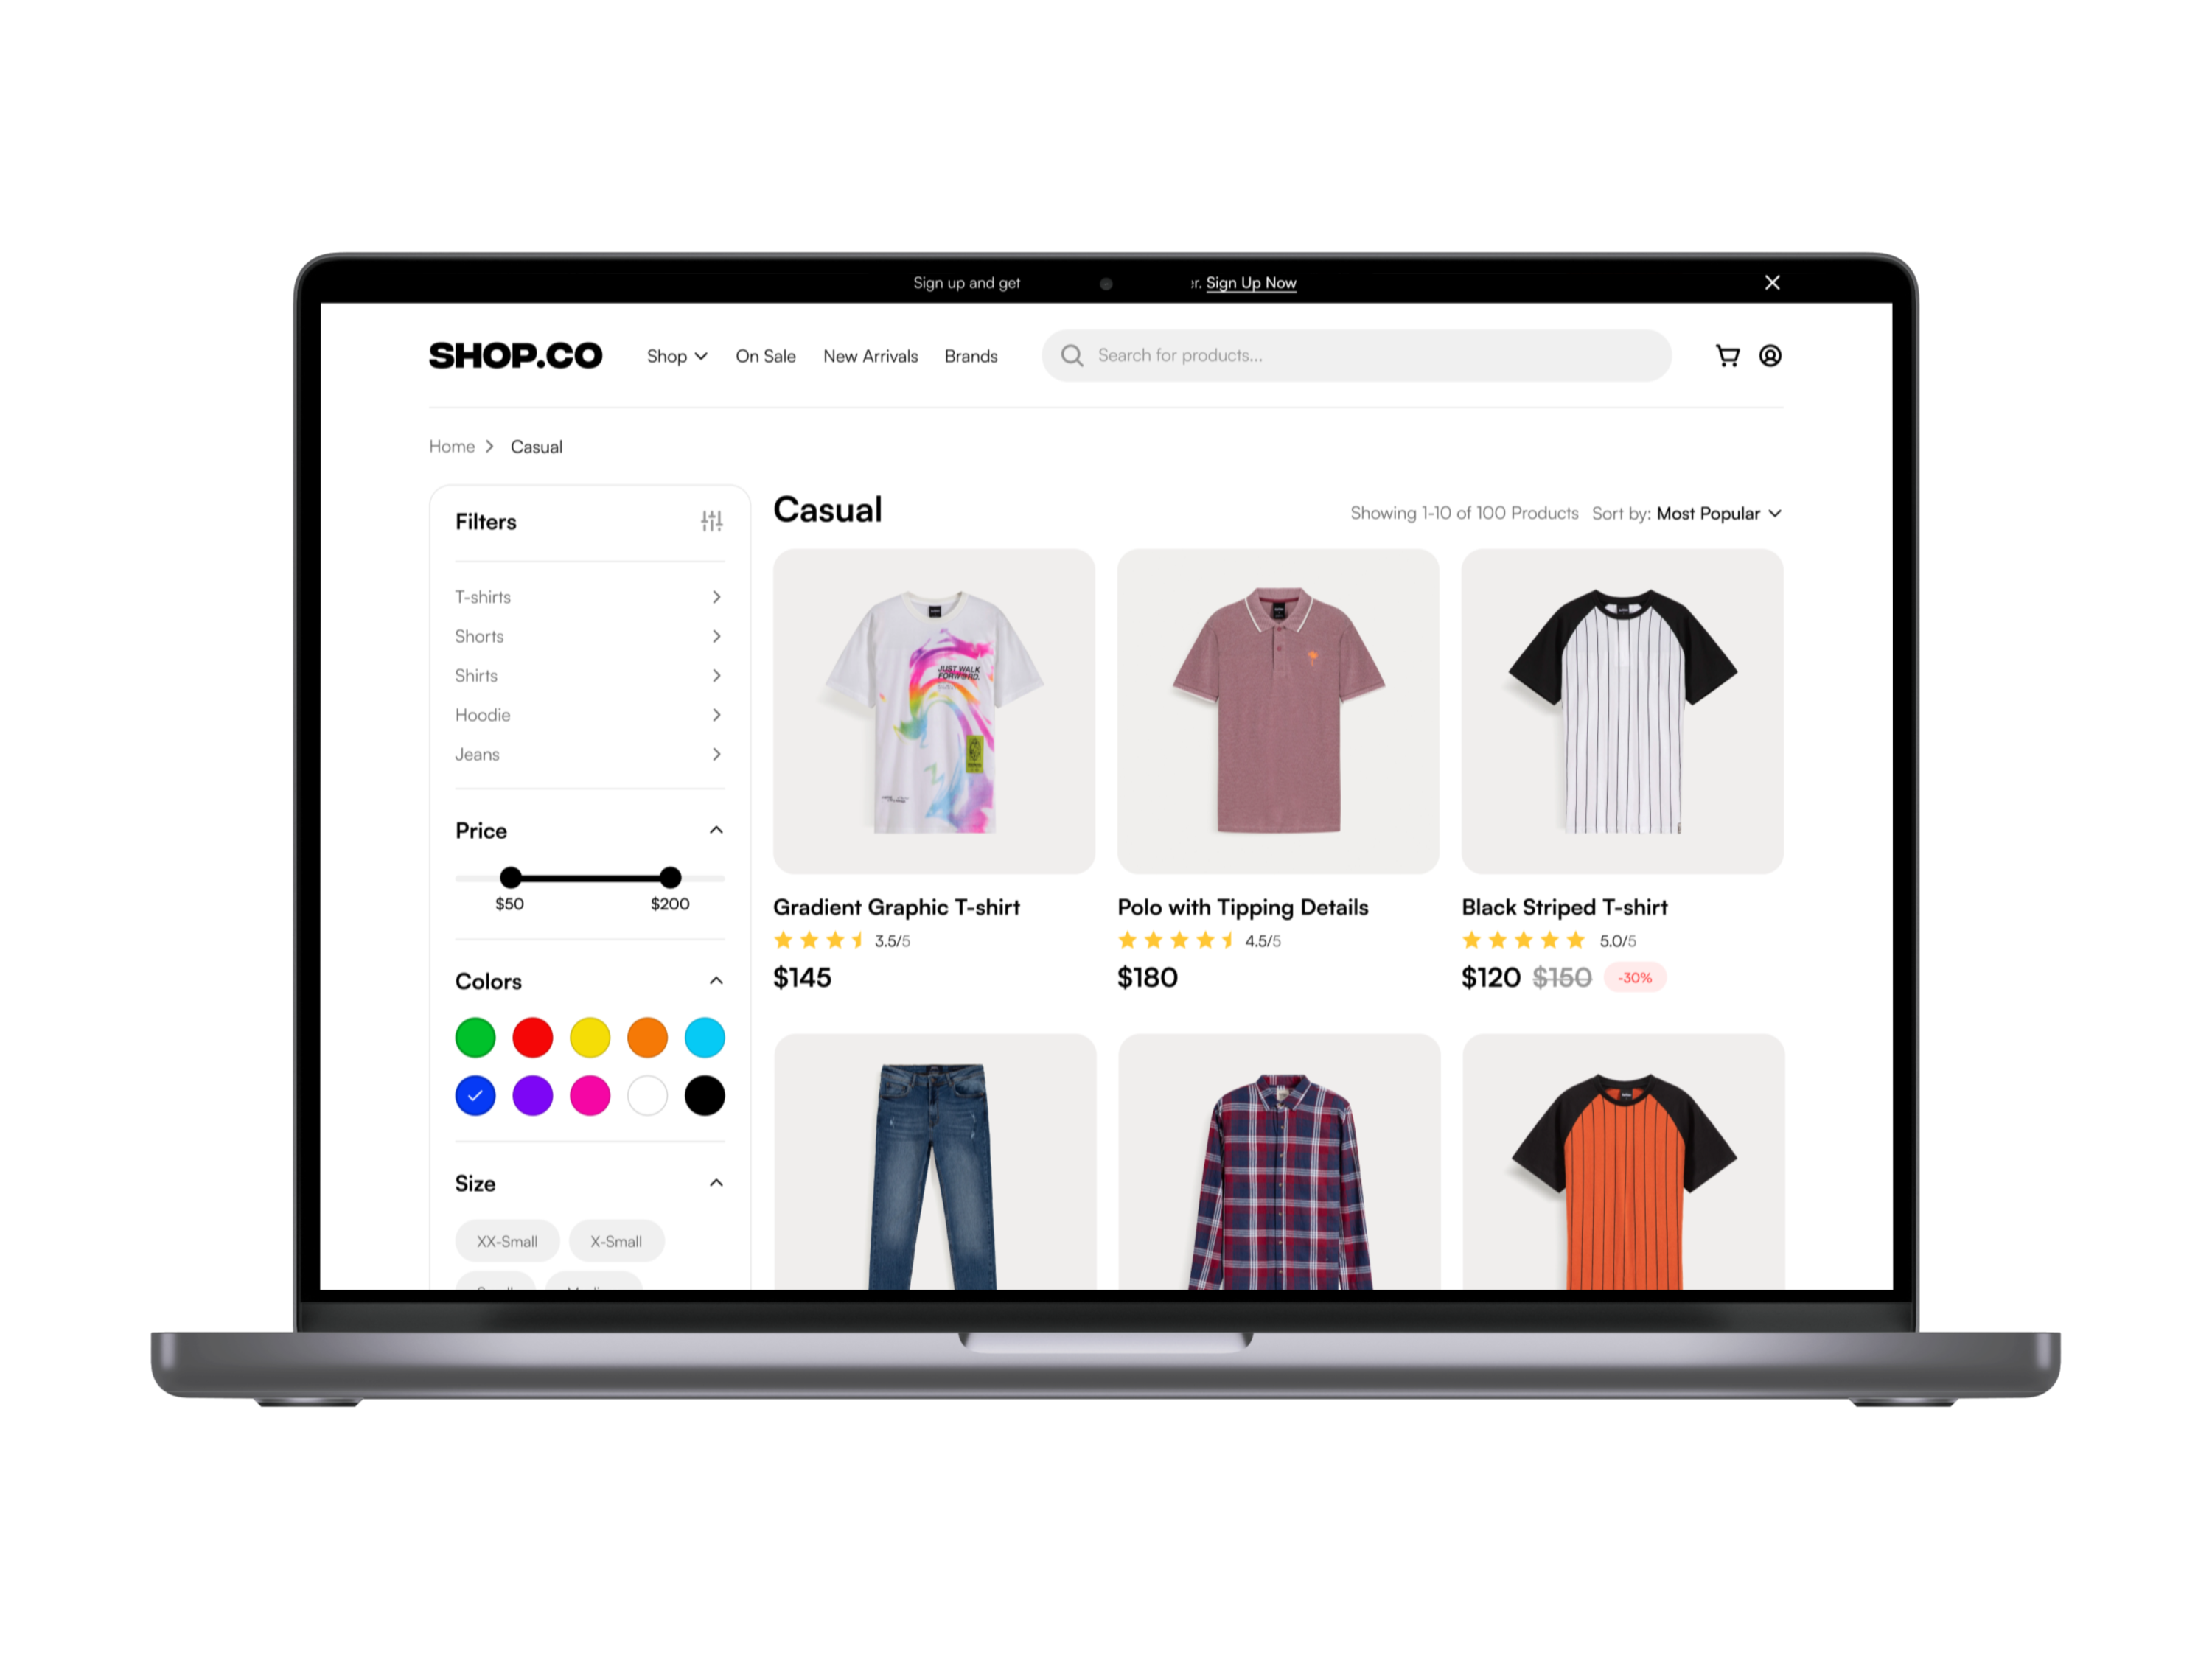 Sign up and get er. Sign Up Now
SHOP.CO Shop On Sale New Arrivals Brands Search for products...
Home Casual
Filters
T-shirts
Shorts
Shirts
Hoodie
Jeans
Price
$50 $200
Colors
Size
XX-Small X-Small
Casual
Showing 1-10 of 100 Products Sort by: Most Popular
JUST WALK
FORW@RD.
Gradient Graphic T-shirt
3.5/5
$145
Polo with Tipping Details
4.5/5
$180
Black Striped T-shirt
5.0/5
$120 $150 -30%